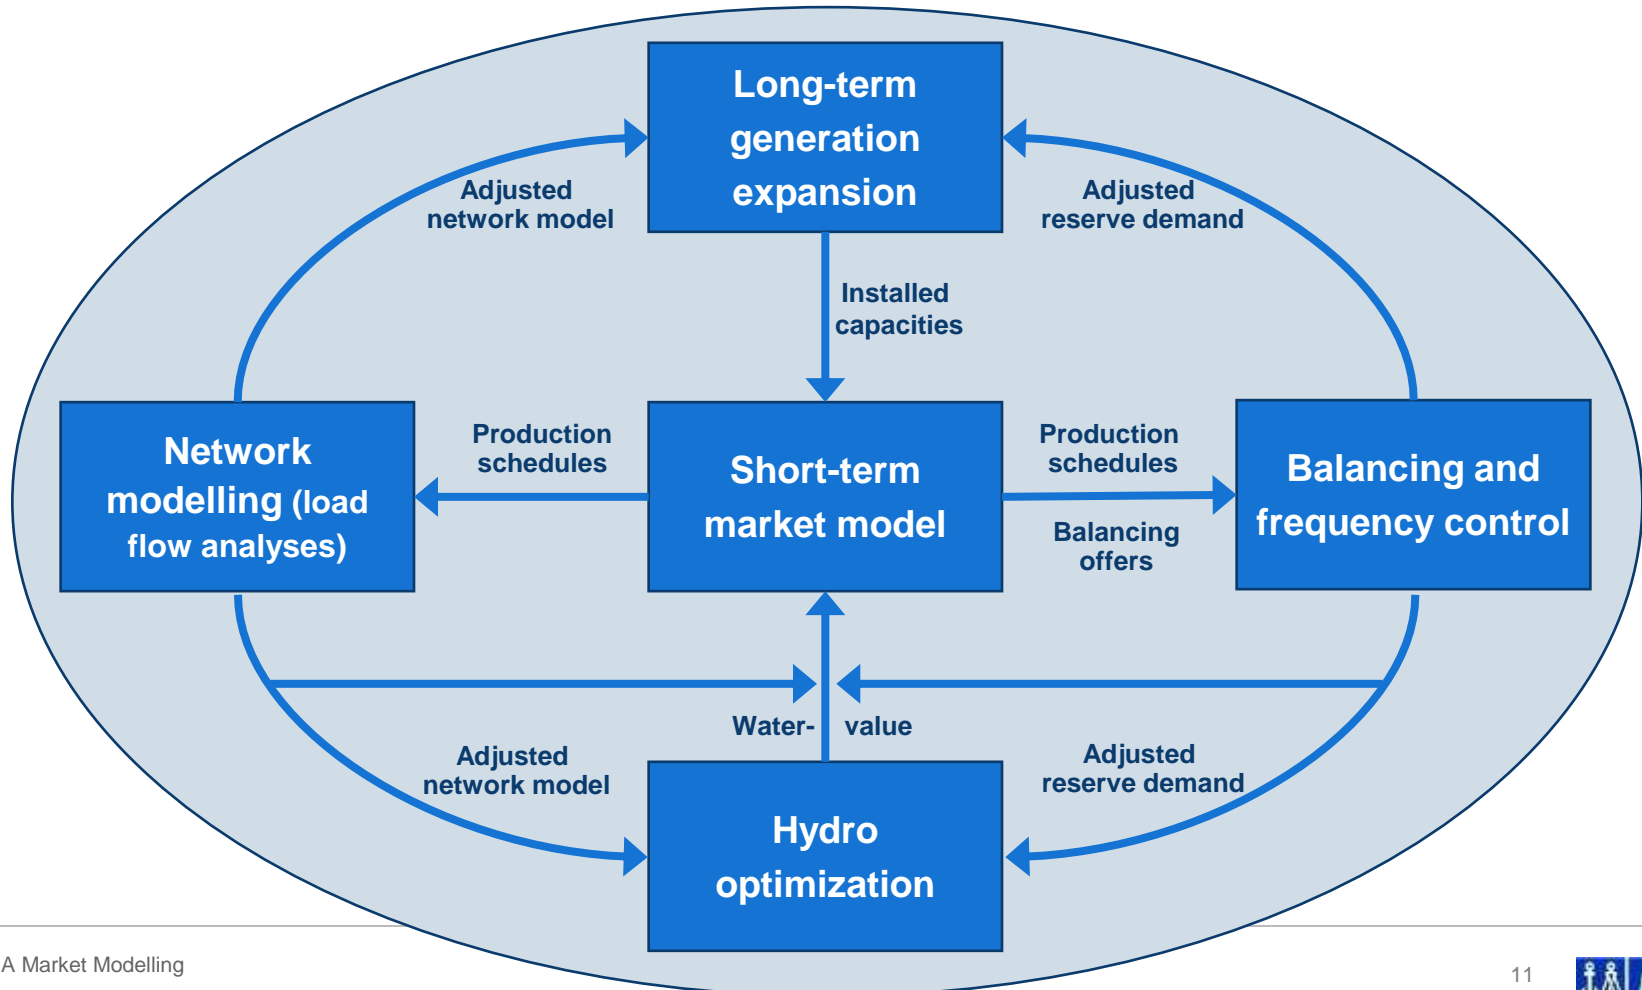 Long-term
generation
expansion
Adjusted
network model
Adjusted
reserve demand
Installed
capacities
Network
modelling (load
flow analyses)
Production
schedules
Short-term
market model
Production
schedules
Balancing
offers
Balancing and
frequency control
Water- value
Adjusted
network model
Adjusted
reserve demand
Hydro
optimization
A Market Modelling
11